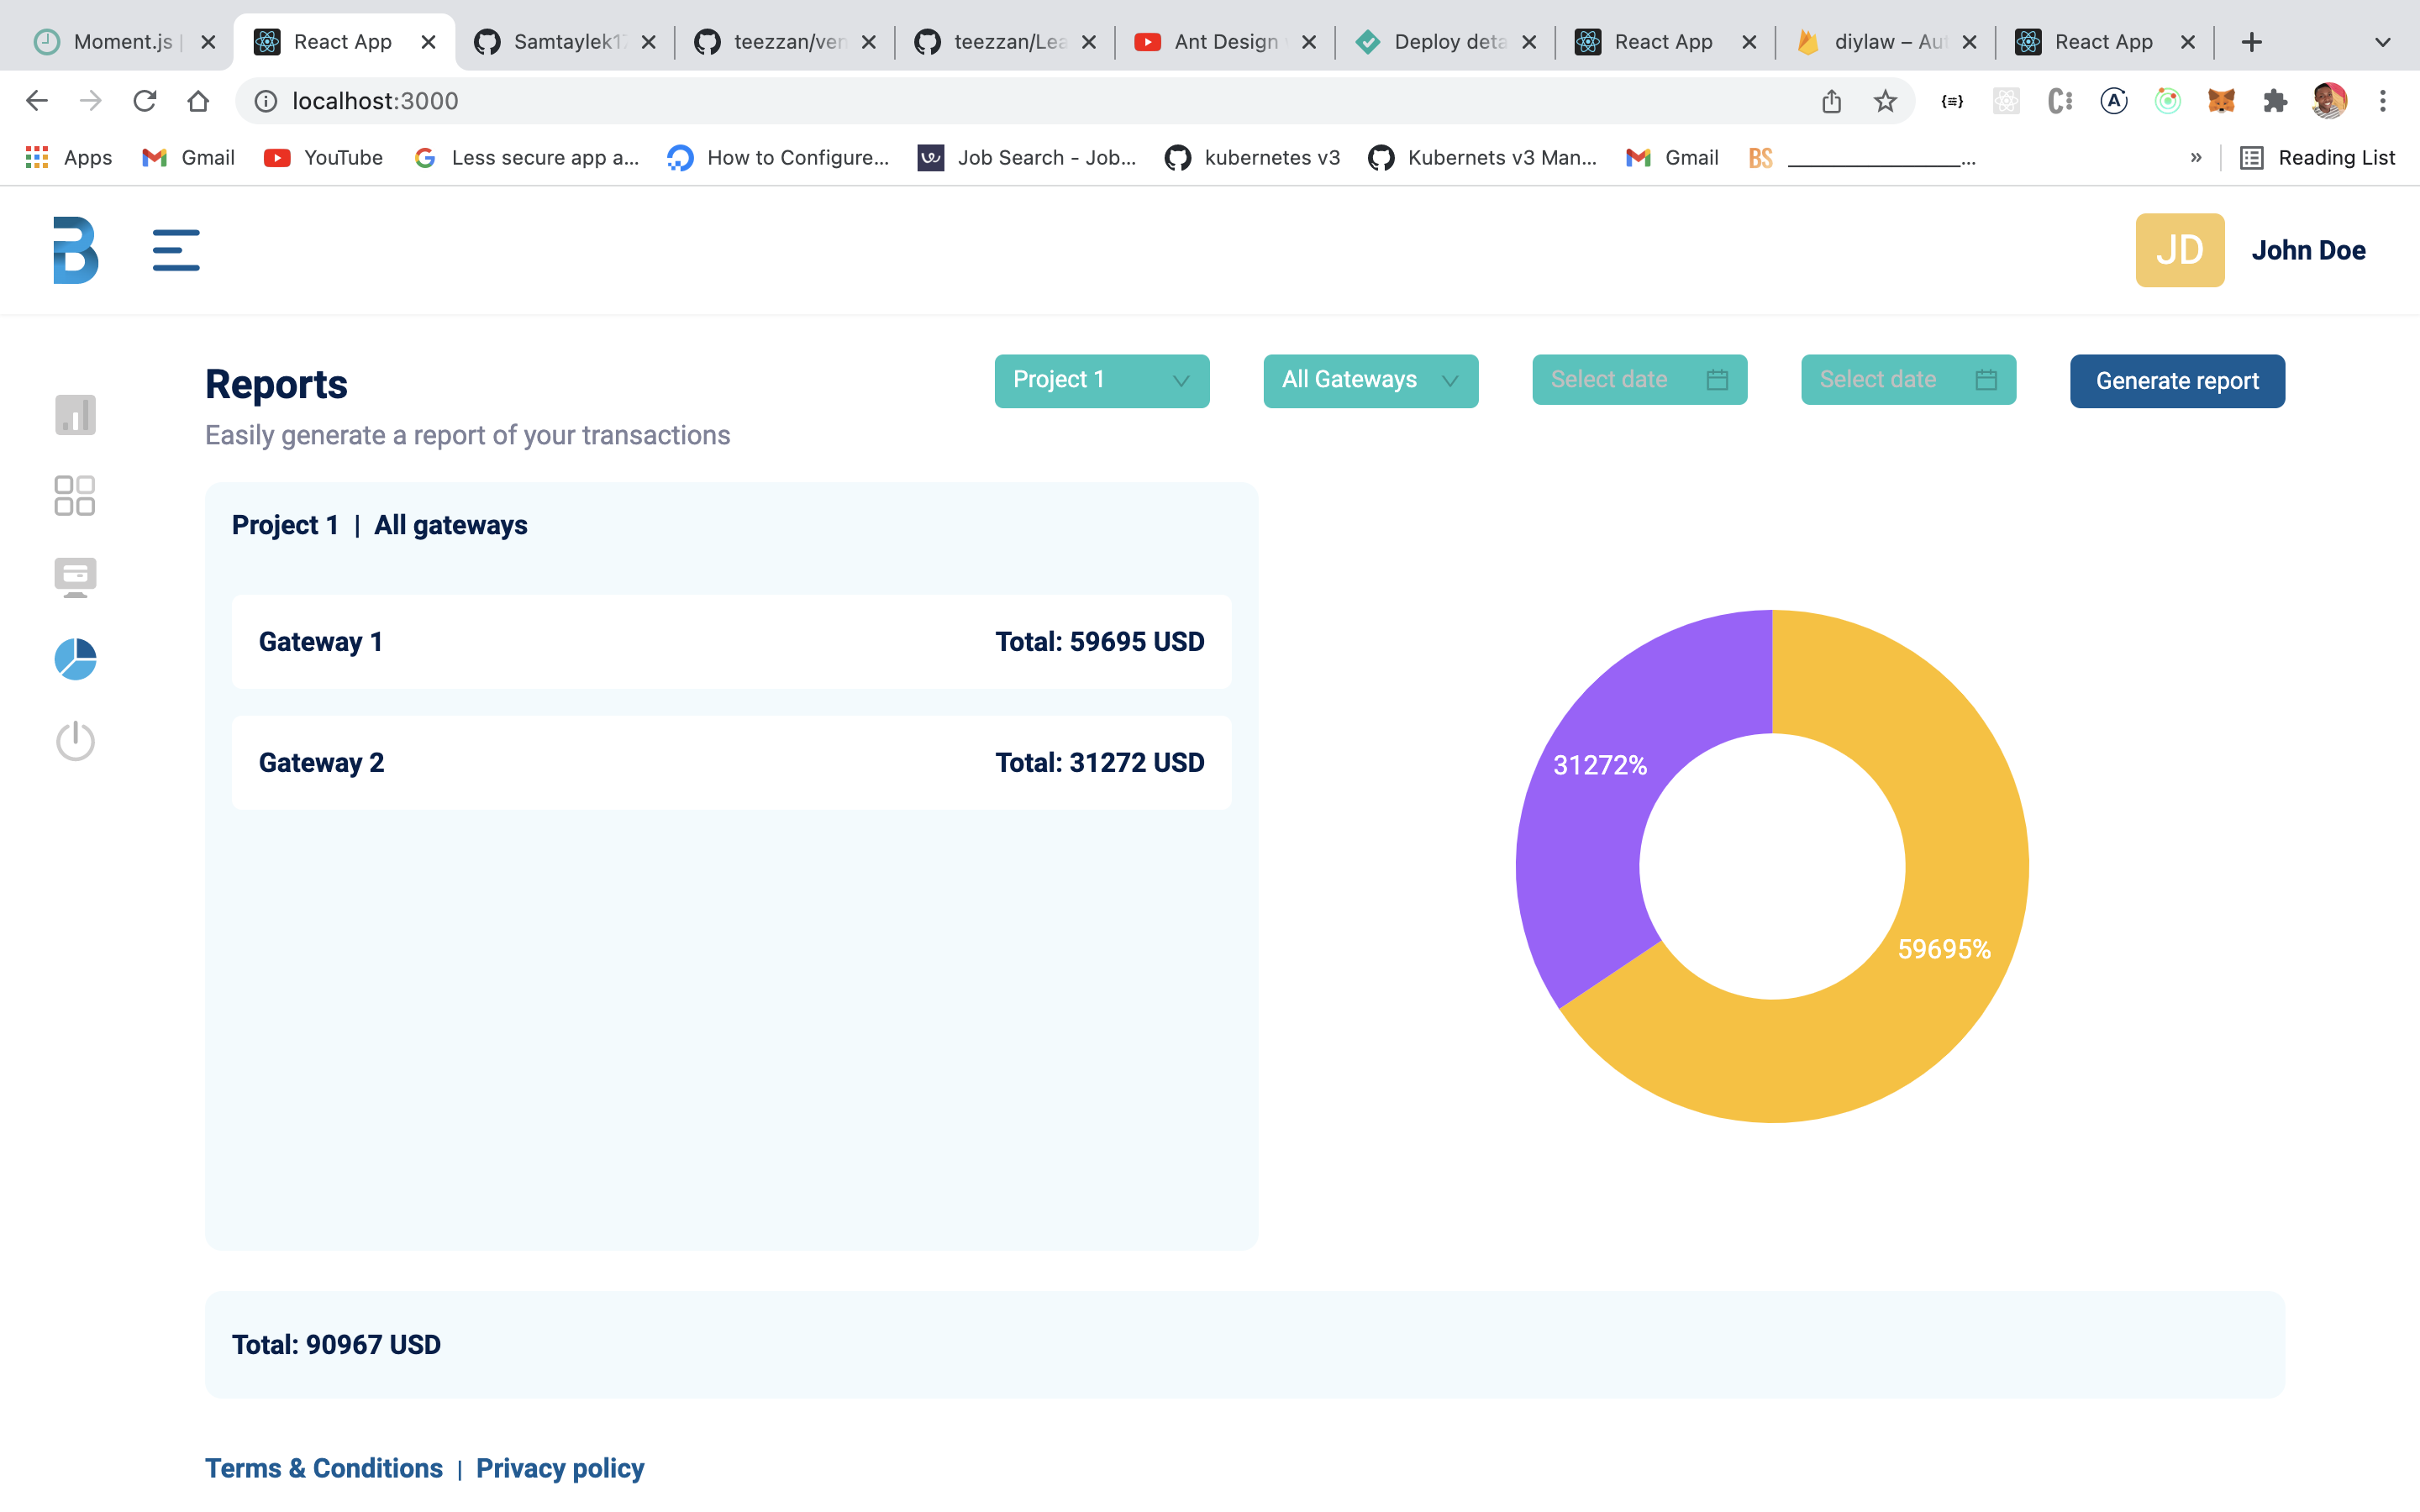 Moment.js | React App Samtaylek17 teezzan/ven teezzan/Lea Ant Design Deploy deta React App diylaw – Aut React App
localhost:3000
Apps Gmail YouTube Less secure app a... How to Configure... Job Search - Job... kubernetes v3 Kubernets v3 Man... Gmail BS ________________... » Reading List
B JD John Doe
Reports Project 1 All Gateways Select date Select date Generate report
Easily generate a report of your transactions
Project 1 | All gateways
Gateway 1 Total: 59695 USD
Gateway 2 Total: 31272 USD
31272%
59695%
Total: 90967 USD
Terms & Conditions | Privacy policy